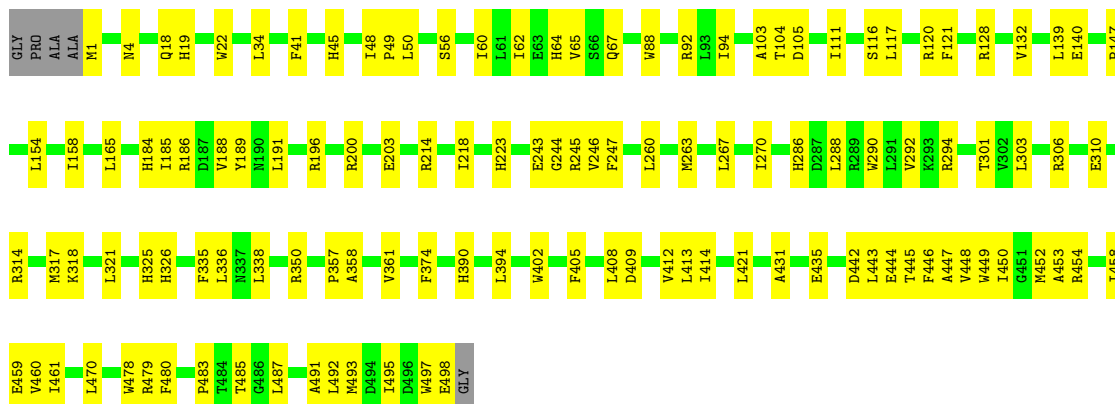 GLY PRO ALA ALA M1 N4 Q18 H19 W22 L34 F41 H45 I48 P49 L50 S56 I60 L61 I62 E63 H64 V65 S66 Q67 W88 R92 L93 I94 A103 T104 D105 I111 S116 L117 R120 F121 R128 V132 L139 E140
L154 I158 L165 H184 I185 R186 D187 V188 Y189 N190 L191 R196 R200 E203 R214 I218 H223 E243 G244 R245 V246 F247 L260 M263 L267 I270 H286 D287 L288 R289 W290 L291 V292 K293 R294 T301 V302 L303 R306 E310
R314 M317 K318 L321 H325 H326 F335 L336 N337 L338 R350 P357 A358 V361 F374 H390 L394 W402 F405 L408 D409 V412 L413 I414 L421 A431 E435 D442 L443 E444 T445 F446 A447 V448 W449 I450 G451 M452 A453 R454
E459 V460 I461 L470 W478 R479 F480 P483 T484 T485 G486 L487 A491 L492 M493 D494 I495 D496 W497 E498 GLY